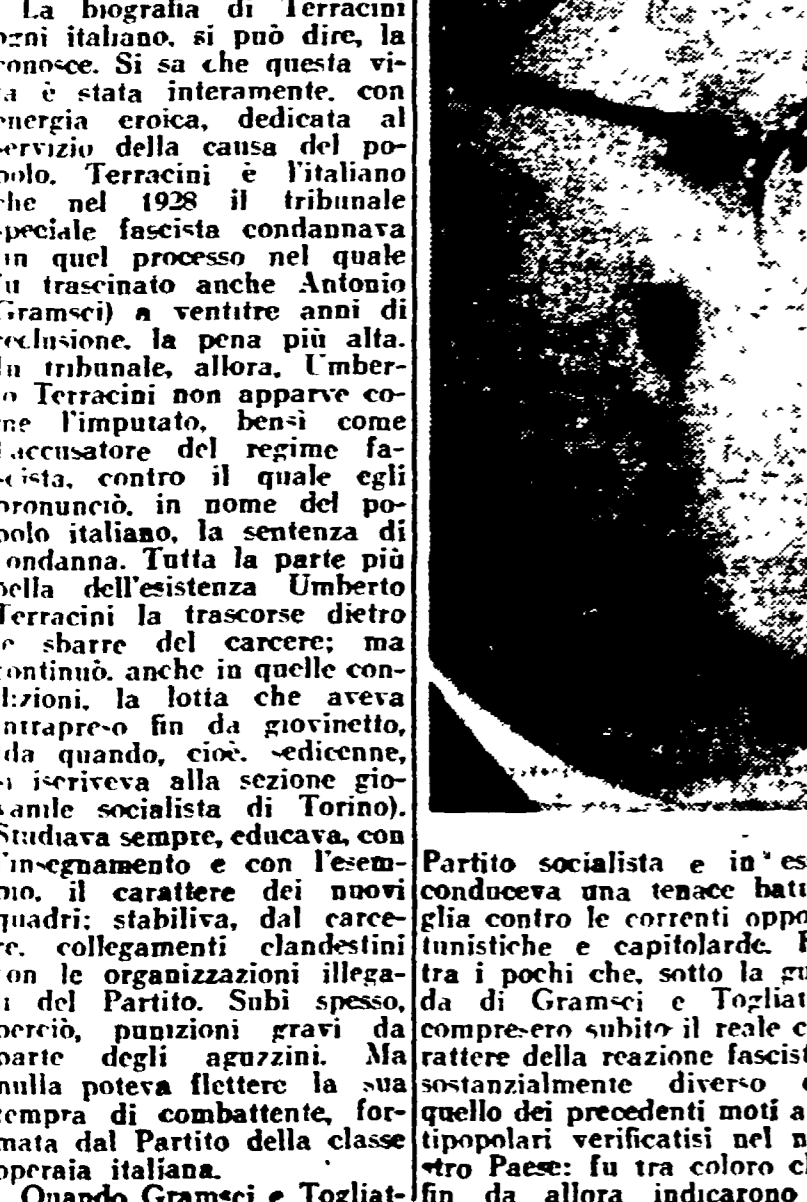 La biografia di Terracini
ogni italiano, si può dire, la
conosce. Si sa che questa vi-
ta è stata interamente, con
energia eroica, dedicata al
servizio della causa del po-
polo. Terracini è l'italiano
che nel 1928 il tribunale
speciale fascista condannava
(in quel processo nel quale
fu trascinato anche Antonio
Gramsci) a ventitre anni di
reclusione, la pena più alta.
In tribunale, allora, Umber-
to Terracini non apparve co-
me l'imputato, bensì come
l'accusatore del regime fa-
scista, contro il quale egli
pronunciò, in nome del po-
polo italiano, la sentenza di
condanna. Tutta la parte più
bella dell'esistenza Umberto
Terracini la trascorse dietro
le sbarre del carcere; ma
continuò, anche in quelle con-
dizioni, la lotta che aveva
intrapreso fin da giovinetto,
(da quando, cioè, sedicenne,
si iscriveva alla sezione gio-
vanile socialista di Torino).
Studiava sempre, educava, con
l'insegnamento e con l'esem-
pio, il carattere dei nuovi
quadri; stabiliva, dal carce-
re, collegamenti clandestini
con le organizzazioni illega-
li del Partito. Subì spesso,
perciò, punizioni gravi da
parte degli aguzzini. Ma
nulla poteva flettere la sua
tempra di combattente, for-
mata dal Partito della classe
operaia italiana.
Quando Gramsci e Togliat-
Partito socialista e in es
conduceva una tenace batt
glia contro le correnti oppo
tunistiche e capitolarde. F
tra i pochi che, sotto la gu
da di Gramsci e Togliat
compresero subito il reale c
rattere della reazione fascist
sostanzialmente diverso
quello dei precedenti moti a
tipopolari verificatisi nel n
stro Paese: fu tra coloro c
fin da allora indicarono